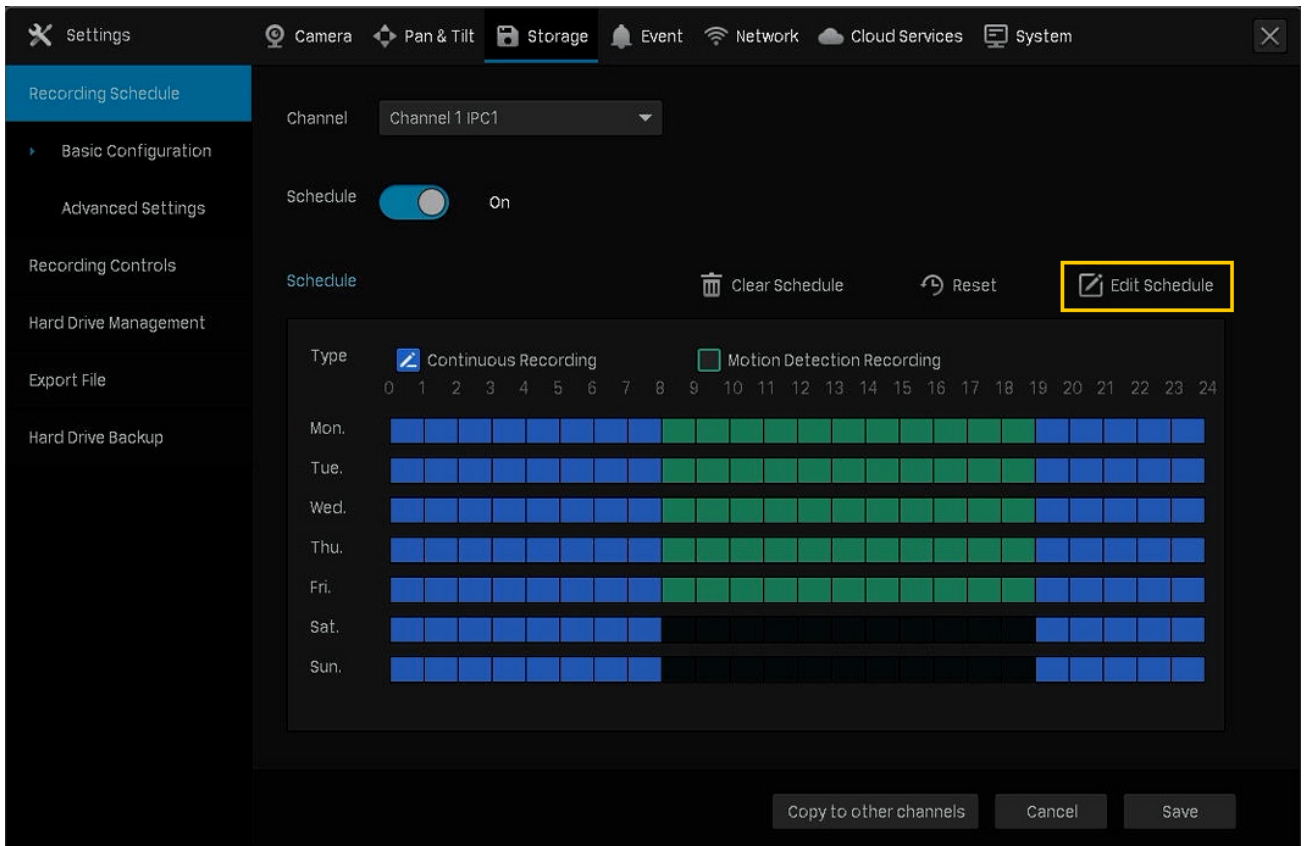 Settings
Camera Pan & Tilt Storage Event Network Cloud Services System
Recording Schedule
Basic Configuration
Advanced Settings
Recording Controls
Hard Drive Management
Export File
Hard Drive Backup
Channel Channel 1 IPC1
Schedule On
Schedule Clear Schedule Reset Edit Schedule
Type Continuous Recording Motion Detection Recording
0 1 2 3 4 5 6 7 8 9 10 11 12 13 14 15 16 17 18 19 20 21 22 23 24
Mon.
Tue.
Wed.
Thu.
Fri.
Sat.
Sun.
Copy to other channels Cancel Save